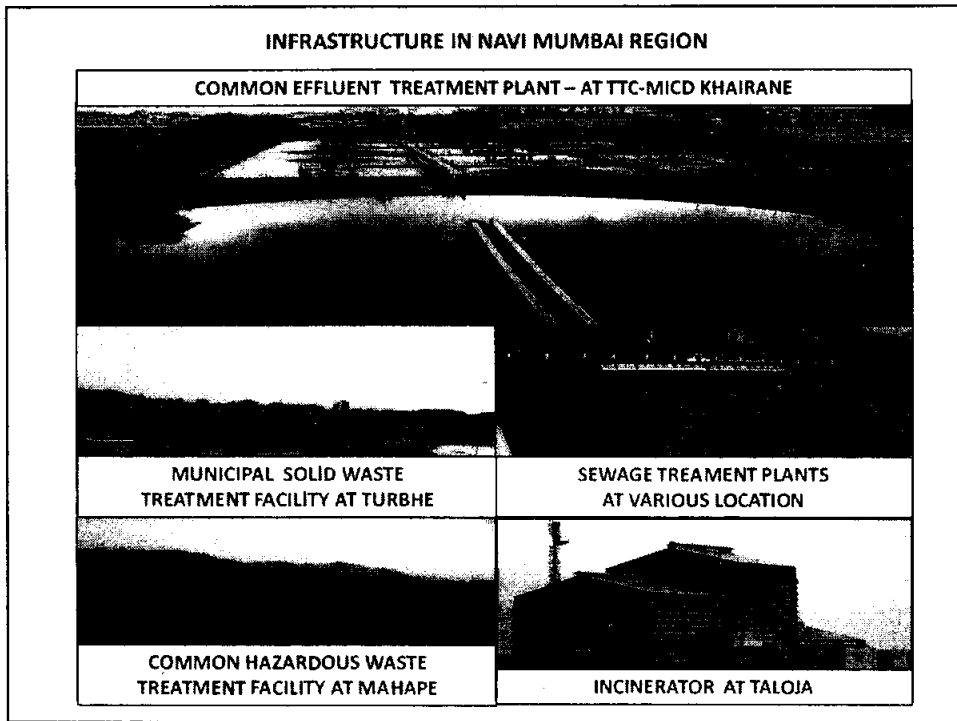 INFRASTRUCTURE IN NAVI MUMBAI REGION
COMMON EFFLUENT TREATMENT PLANT – AT TTC-MICD KHAIRANE
MUNICIPAL SOLID WASTE
TREATMENT FACILITY AT TURBHE
SEWAGE TREAMENT PLANTS
AT VARIOUS LOCATION
COMMON HAZARDOUS WASTE
TREATMENT FACILITY AT MAHAPE
INCINERATOR AT TALOJA